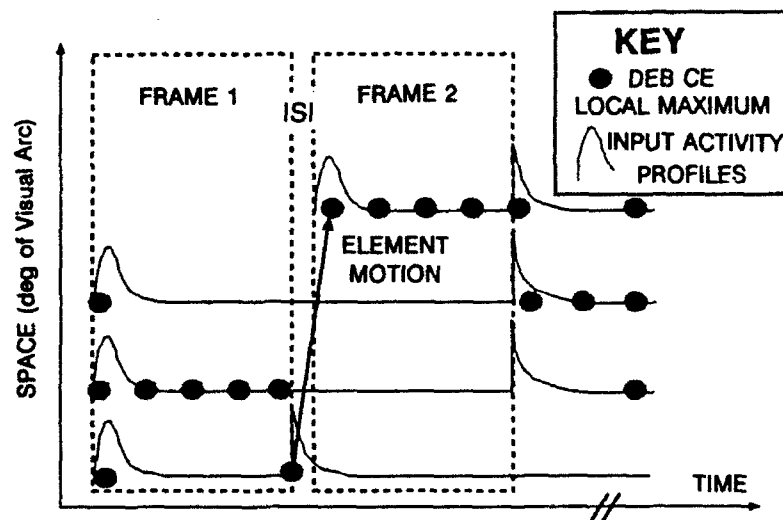 KEY
DEB CE
LOCAL MAXIMUM
INPUT ACTIVITY
PROFILES
FRAME 1
ISI
FRAME 2
ELEMENT
MOTION
SPACE (deg of Visual Arc)
TIME